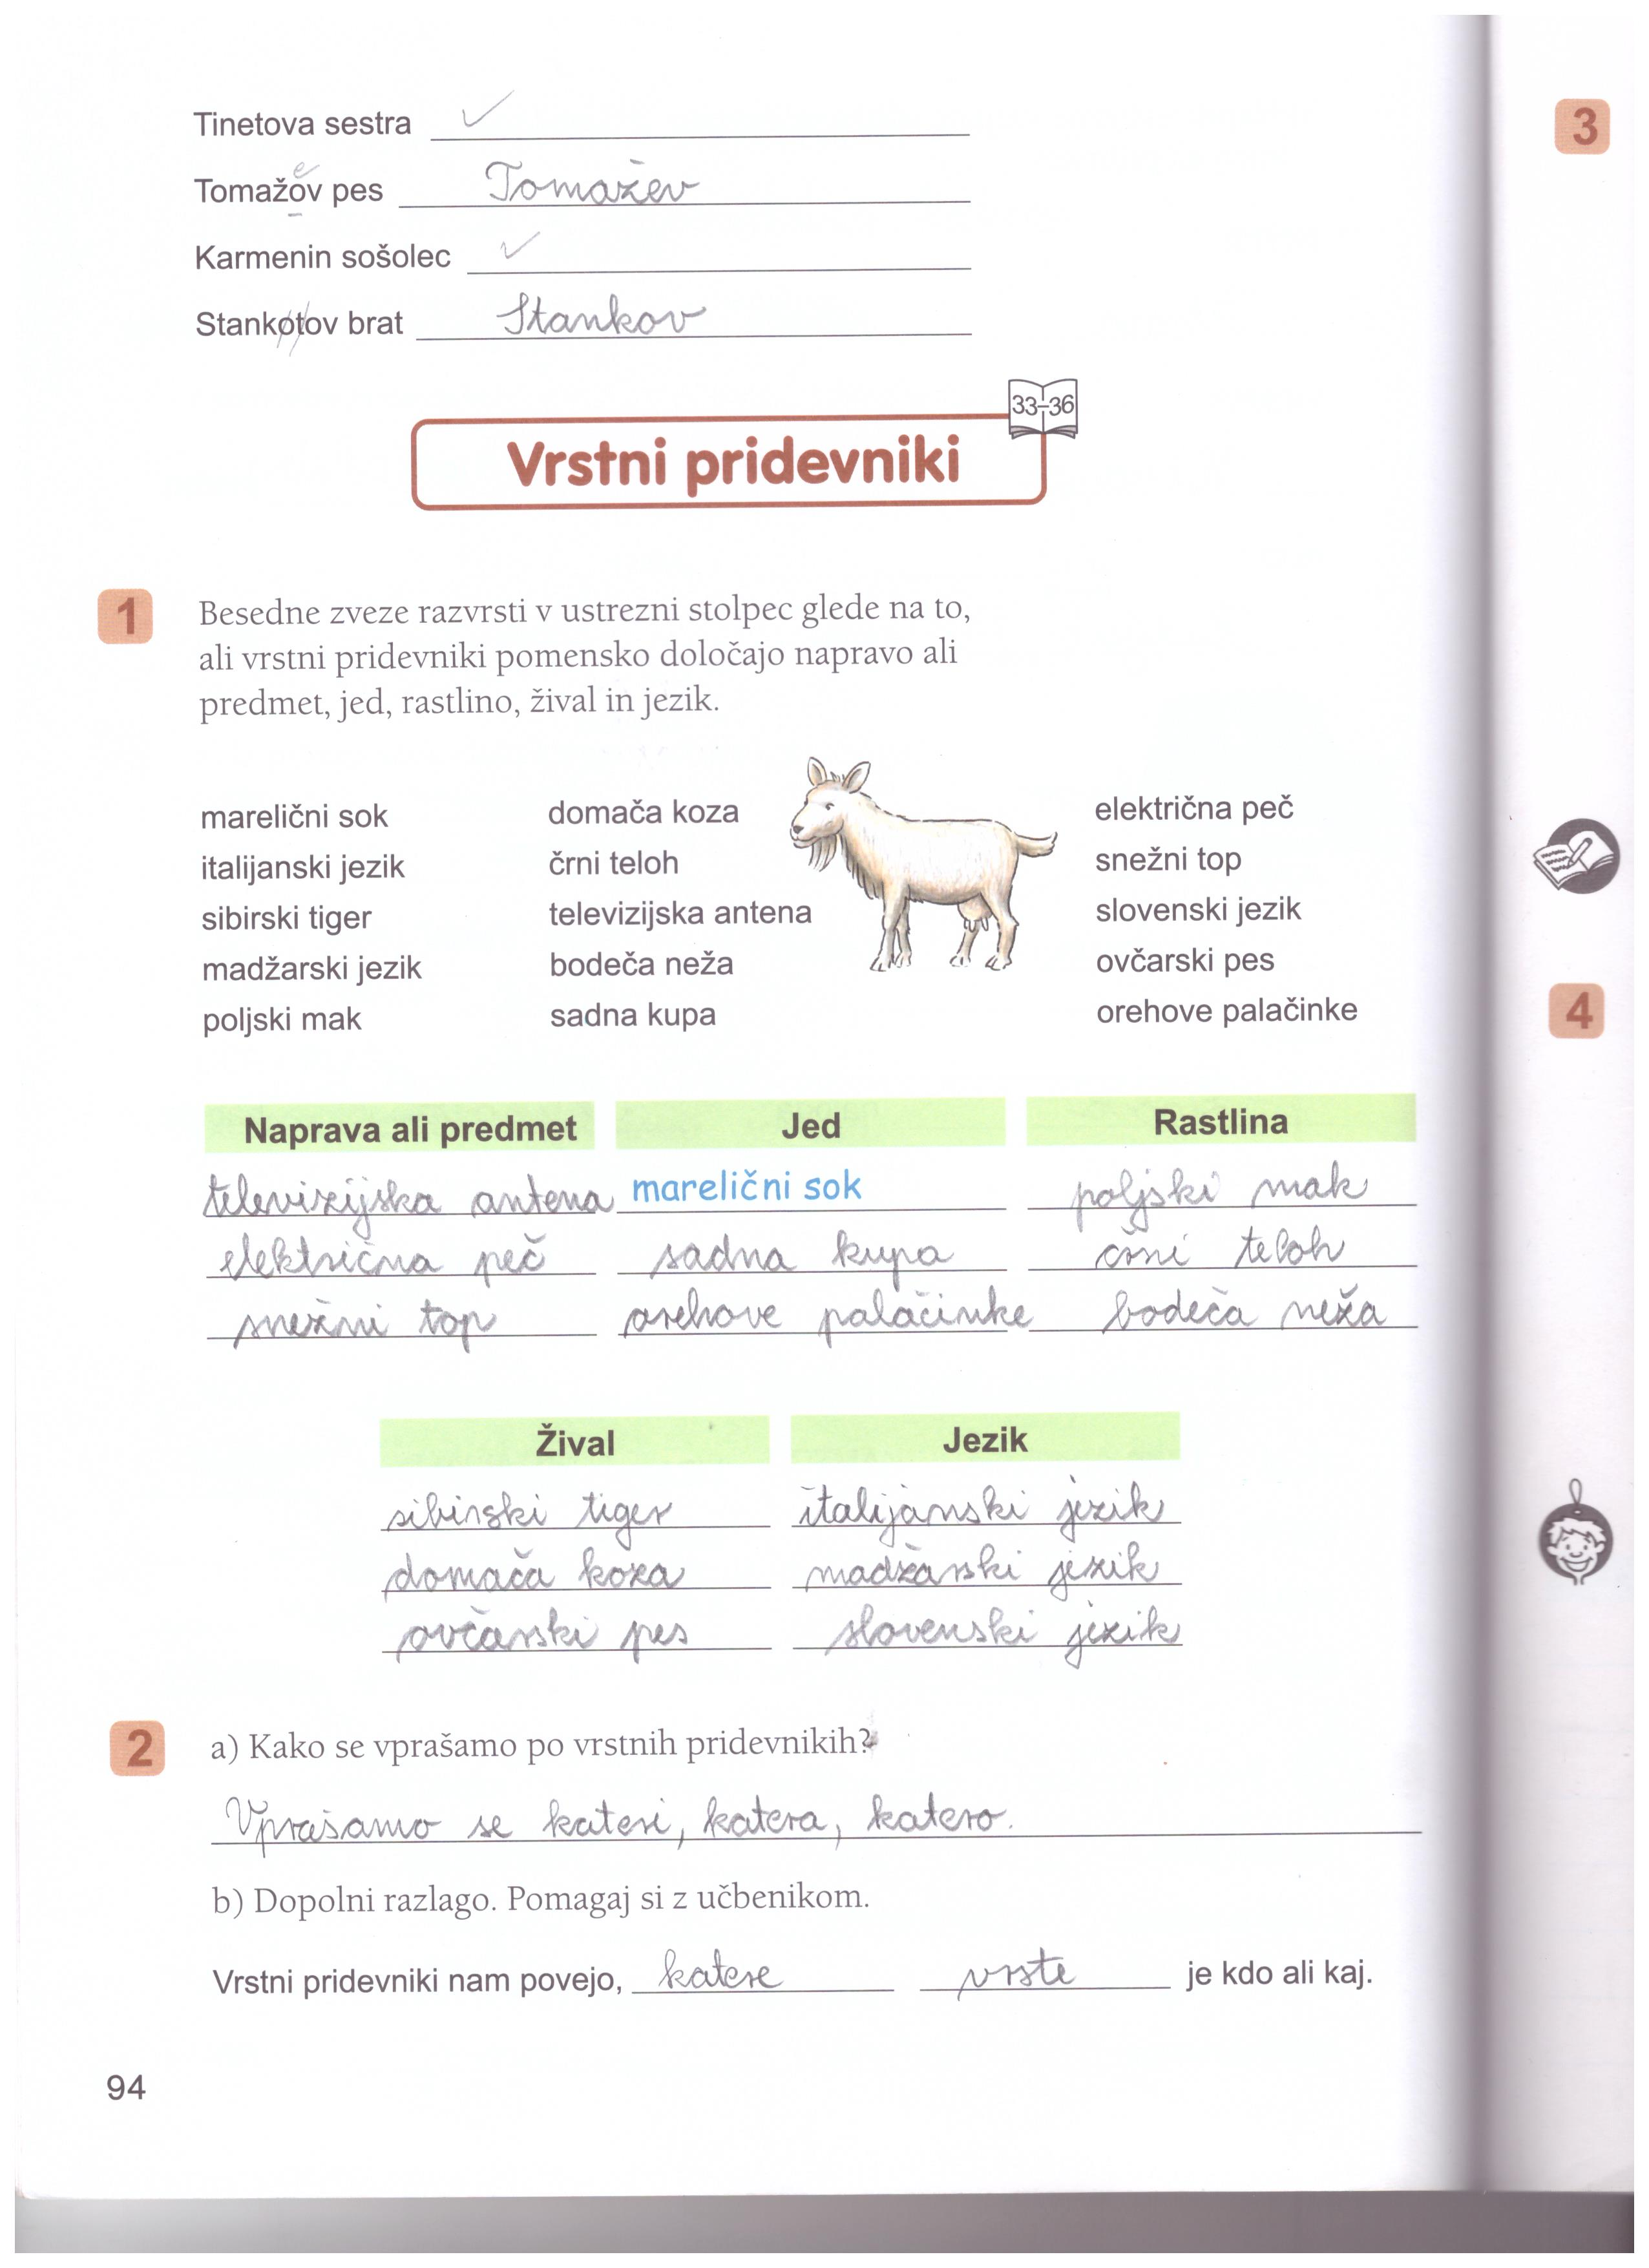 Tinetova sestra ✓
e
Tomažov pes Tomažev
Karmenin sošolec ✓
Stankotov brat Stankov
33–36
Vrstni pridevniki
1
Besedne zveze razvrsti v ustrezni stolpec glede na to,
ali vrstni pridevniki pomensko določajo napravo ali
predmet, jed, rastlino, žival in jezik.
marelični sok domača koza električna peč
italijanski jezik črni teloh snežni top
sibirski tiger televizijska antena slovenski jezik
madžarski jezik bodeča neža ovčarski pes
poljski mak sadna kupa orehove palačinke
Naprava ali predmet Jed Rastlina
televizijska antena marelični sok poljski mak
električna peč sadna kupa črni teloh
snežni top orehove palačinke bodeča neža
Žival Jezik
sibirski tiger italijanski jezik
domača koza madžarski jezik
ovčarski pes slovenski jezik
2
a) Kako se vprašamo po vrstnih pridevnikih?
Vprašamo se kateri, katera, katero.
b) Dopolni razlago. Pomagaj si z učbenikom.
Vrstni pridevniki nam povejo, katere vrste je kdo ali kaj.
94
3
4